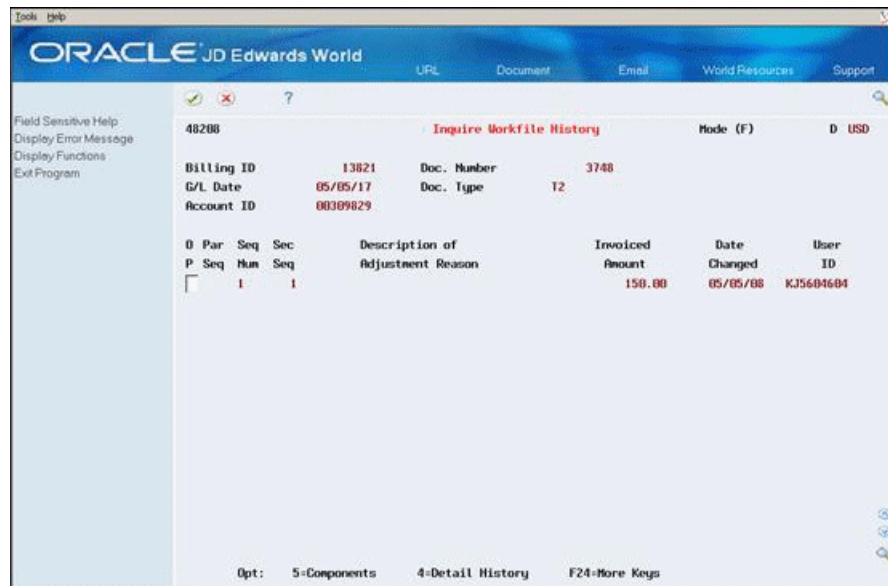 Tools Help
ORACLE JD Edwards World
URL Document Email World Resources Support
?
Field Sensitive Help
Display Error Message
Display Functions
Exit Program
48208 Inquire Workfile History Mode (F) D USD
Billing ID 13821 Doc. Number 3748
G/L Date 05/05/17 Doc. Type T2
Account ID 00309829
O Par Seq Sec Description of Invoiced Date User
P Seq Num Seq Adjustment Reason Amount Changed ID
1 1 150.00 05/05/08 KJ5604604
Opt: 5=Components 4=Detail History F24=More Keys